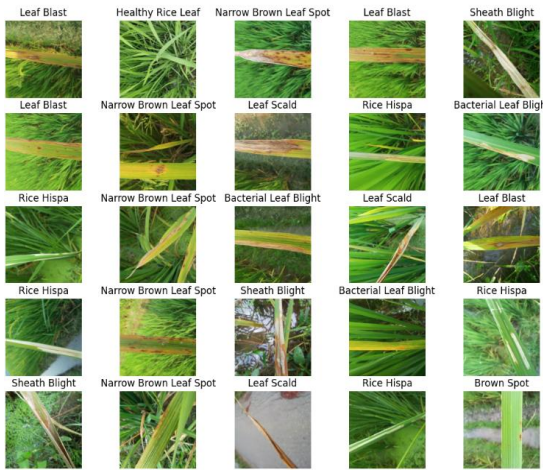 Leaf Blast Healthy Rice Leaf Narrow Brown Leaf Spot Leaf Blast Sheath Blight
Leaf Blast Narrow Brown Leaf Spot Leaf Scald Rice Hispa Bacterial Leaf Bligh
Rice Hispa Narrow Brown Leaf Spot Bacterial Leaf Blight Leaf Scald Leaf Blast
Rice Hispa Narrow Brown Leaf Spot Sheath Blight Bacterial Leaf Blight Rice Hispa
Sheath Blight Narrow Brown Leaf Spot Leaf Scald Rice Hispa Brown Spot